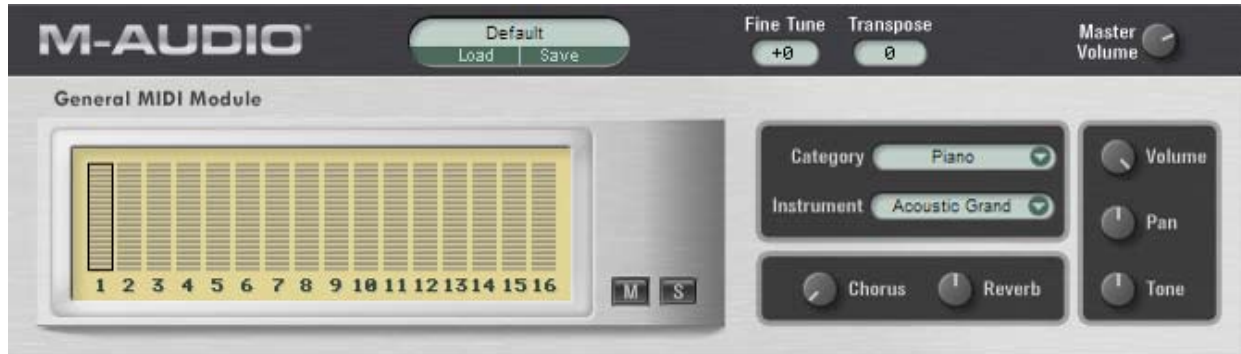 M-AUDIO
Default
Load Save
Fine Tune Transpose
+0 0
Master
Volume
General MIDI Module
1 2 3 4 5 6 7 8 9 10 11 12 13 14 15 16
M S
Category Piano
Instrument Acoustic Grand
Chorus Reverb
Volume
Pan
Tone